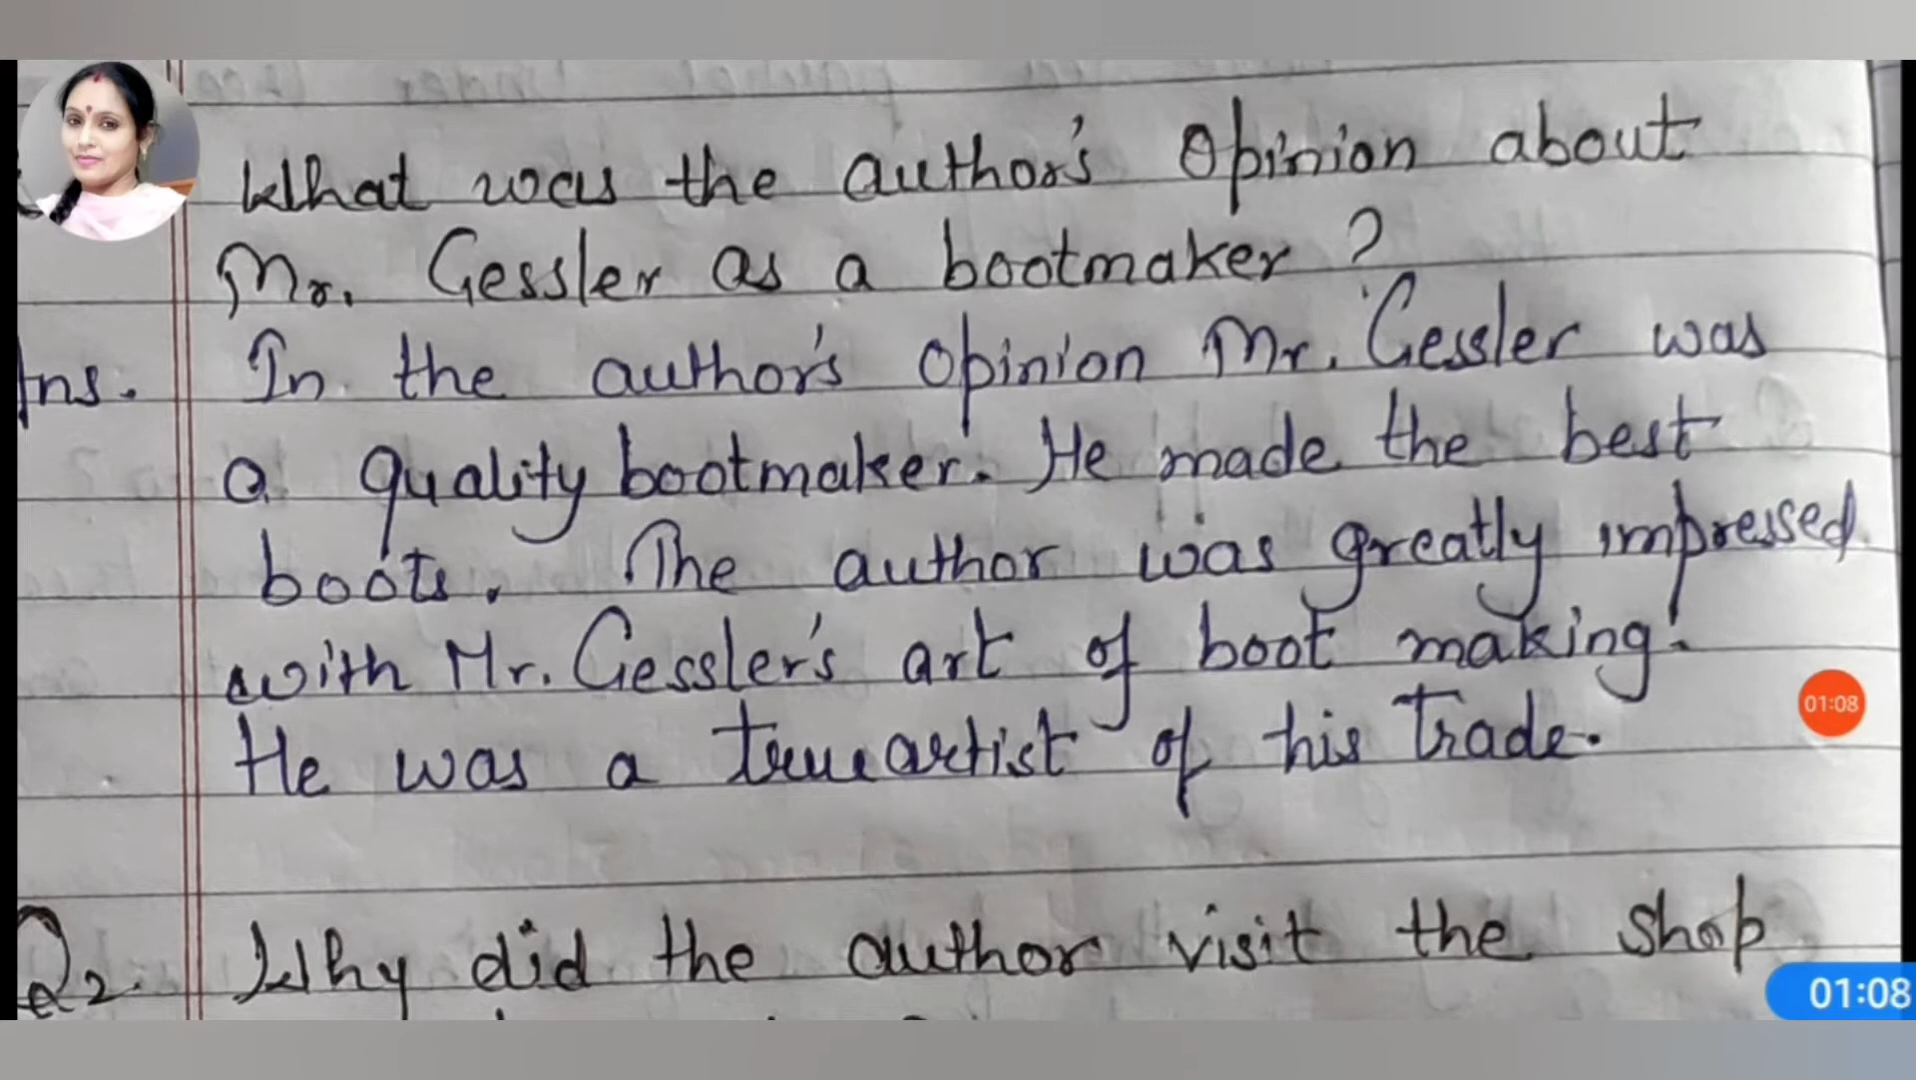 What was the author's opinion about
Mr. Gessler as a bootmaker ?
Ans. In the author's opinion Mr. Gessler was
a quality bootmaker. He made the best
boots. The author was greatly impressed
with Mr. Gessler's art of boot making.
He was a true artist of his trade.
01:08
Q2. Why did the author visit the shop
01:08